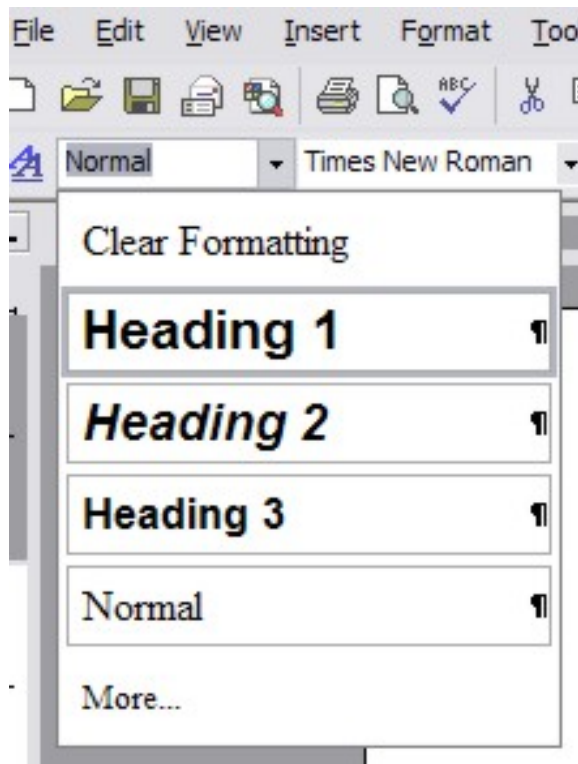 File Edit View Insert Format Too
ABC
Normal Times New Roman
Clear Formatting
Heading 1 ¶
Heading 2 ¶
Heading 3 ¶
Normal ¶
More...